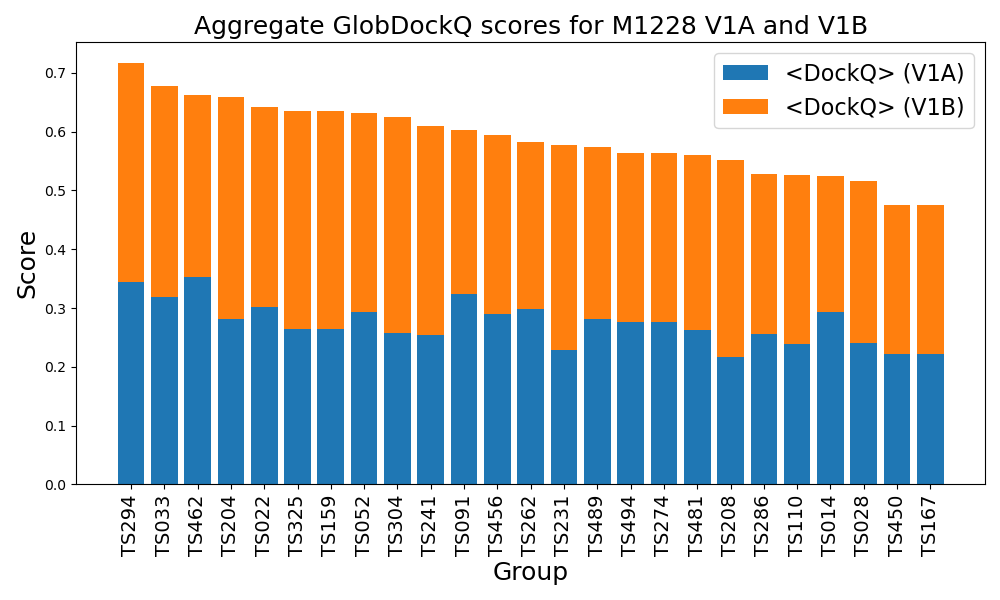 Aggregate GlobDockQ scores for M1228 V1A and V1B
<DockQ> (V1A)
<DockQ> (V1B)
Score
0.7
0.6
0.5
0.4
0.3
0.2
0.1
0.0
TS294
TS033
TS462
TS204
TS022
TS325
TS159
TS052
TS304
TS241
TS091
TS456
TS262
TS231
TS489
TS494
TS274
TS481
TS208
TS286
TS110
TS014
TS028
TS450
TS167
Group